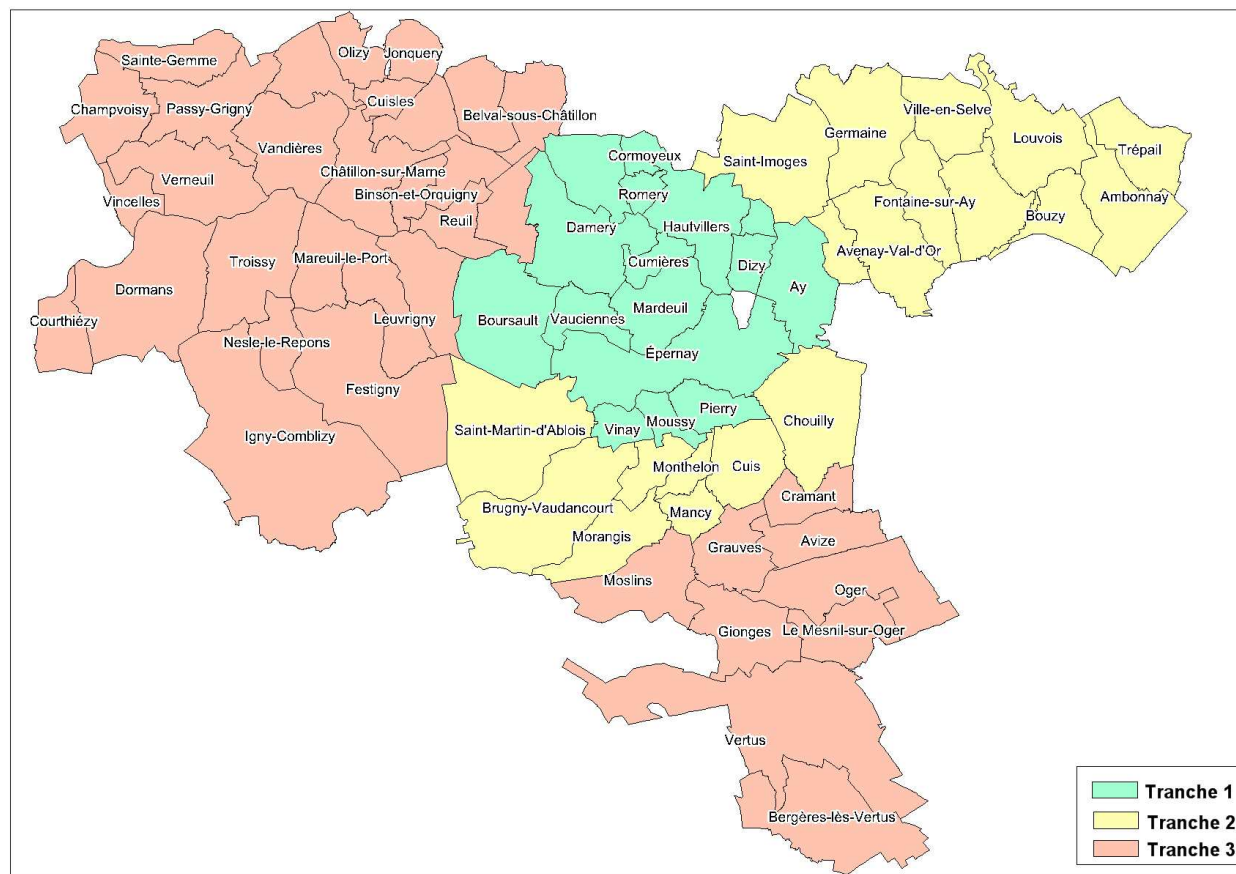 Olizy
Jonquery
Sainte-Gemme
Champvoisy
Passy-Grigny
Cuisles
Belval-sous-Châtillon
Ville-en-Selve
Germaine
Louvois
Vandières
Cormoyeux
Saint-Imoges
Trépail
Châtillon-sur-Marne
Verneuil
Binson-et-Orquigny
Romery
Ambonnay
Vincelles
Fontaine-sur-Ay
Reuil
Damery
Hautvillers
Bouzy
Avenay-Val-d'Or
Troissy
Mareuil-le-Port
Cumières
Dizy
Dormans
Ay
Mardeuil
Courthiézy
Leuvrigny
Boursault
Vauciennes
Nesle-le-Repons
Épernay
Festigny
Pierry
Chouilly
Moussy
Saint-Martin-d'Ablois
Vinay
Igny-Comblizy
Monthelon
Cuis
Cramant
Brugny-Vaudancourt
Mancy
Morangis
Avize
Grauves
Moslins
Oger
Gionges
Le Mesnil-sur-Oger
Vertus
Bergères-lès-Vertus
Tranche 1
Tranche 2
Tranche 3